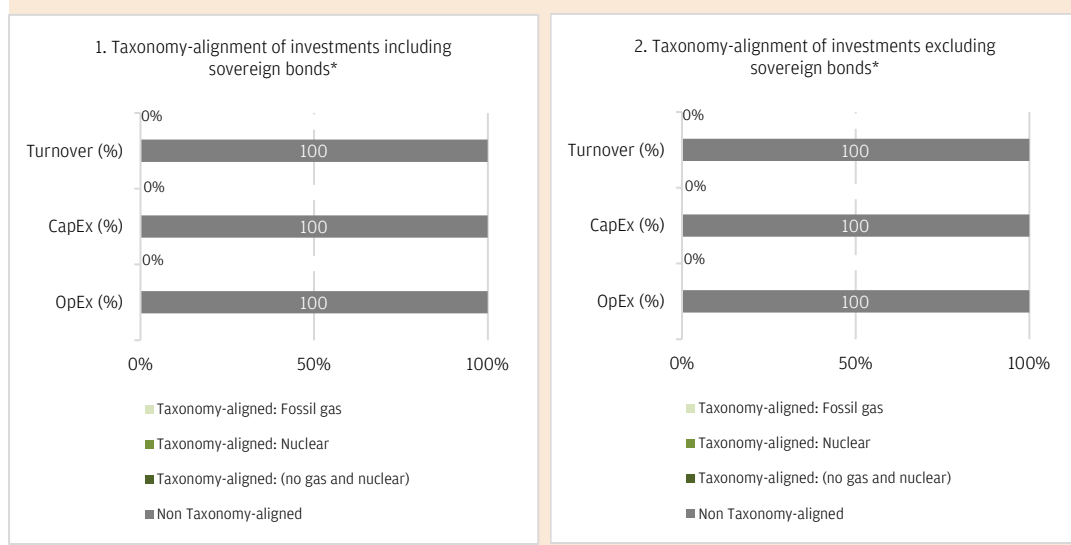 1. Taxonomy-alignment of investments including
sovereign bonds*
0%
Turnover (%)
100
0%
CapEx (%)
100
0%
OpEx (%)
100
0%
50%
100%
Taxonomy-aligned: Fossil gas
Taxonomy-aligned: Nuclear
Taxonomy-aligned: (no gas and nuclear)
Non Taxonomy-aligned
2. Taxonomy-alignment of investments excluding
sovereign bonds*
0%
Turnover (%)
100
0%
CapEx (%)
100
0%
OpEx (%)
100
0%
50%
100%
Taxonomy-aligned: Fossil gas
Taxonomy-aligned: Nuclear
Taxonomy-aligned: (no gas and nuclear)
Non Taxonomy-aligned